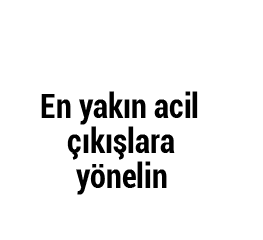 En yakın acil
çıkışlara
yönelin